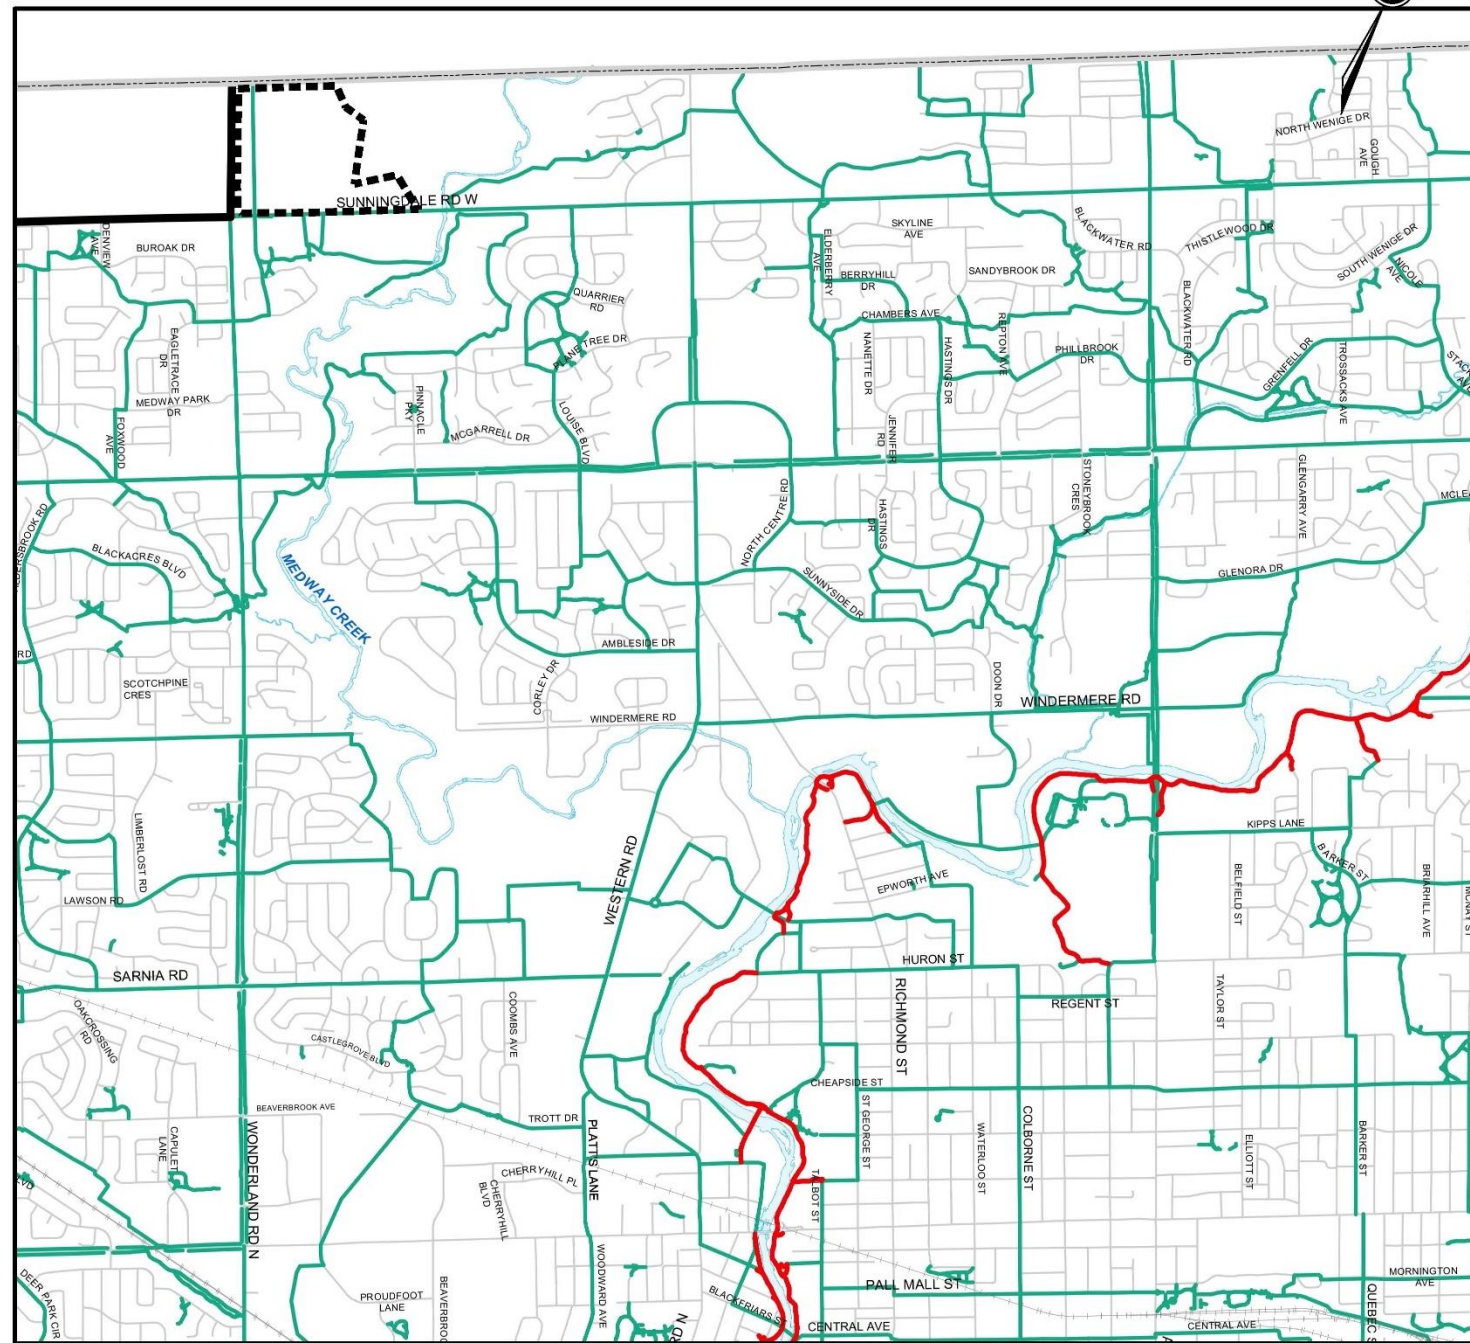 NORTH WENIGE DR
GOUGH
AVE
SUNNINGDALE RD W
DENVIEW
AVE
BUROAK DR
SKYLINE
AVE
BLACKWATER RD
THISTLEWOOD DR
SOUTH WENIGE DR
NICOLE
AVE
ELDERBERRY
AVE
BERRYHILL
DR
SANDYBROOK DR
QUARRIER
RD
CHAMBERS AVE
BLACKWATER RD
EAGLETRACE
DR
PLANE TREE DR
NANETTE DR
HASTINGS DR
REPTON AVE
PHILLBROOK
DR
GRENFELL DR
TROSSACKS AVE
MEDWAY PARK
DR
PINNACLE
PKY
FOXWOOD
AVE
MCGARRELL DR
LOUISE BLVD
JENNIFER
RD
STONEYBROOK
CRES
GLENGARRY AVE
NORTH CENTRE RD
HASTINGS
DR
BLACKACRES BLVD
MEDWAY CREEK
SUNNYSIDE DR
GLENORA DR
AMBLESIDE DR
RD
SCOTCHPINE
CRES
CORLEY DR
DOON DR
WINDERMERE RD
WINDERMERE RD
LIMBERLOST RD
KIPPS LANE
BARKER ST
WESTERN RD
EPWORTH AVE
BELFIELD ST
BRIARHILL AVE
LAWSON RD
HURON ST
SARNIA RD
RICHMOND ST
REGENT ST
TAYLOR ST
OAKCROSSING
RD
COOMBS AVE
CASTLEGROVE BLVD
CHEAPSIDE ST
BEAVERBROOK AVE
TROTT DR
ST GEORGE ST
COLBORNE ST
WATERLOO ST
ELLIOTT ST
BARKER ST
CAPULET
LANE
WONDERLAND RD N
PLATT'S LANE
CHERRYHILL PL
CHERRYHILL
BLVD
TALBOT ST
WOODWARD AVE
DEER PARK CIR
PROUDFOOT
LANE
BLACKFRIARS ST
PALL MALL ST
CENTRAL AVE
CENTRAL AVE
MORNINGTON
AVE